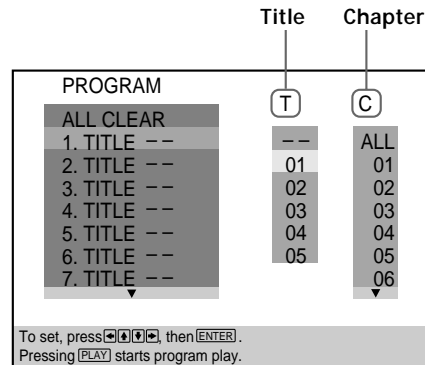 Title Chapter
PROGRAM
T C
ALL CLEAR
1. TITLE – – – – ALL
2. TITLE – – 01 01
3. TITLE – – 02 02
4. TITLE – – 03 03
5. TITLE – – 04 04
6. TITLE – – 05 05
7. TITLE – – 06
To set, press ←↑↓→, then ENTER.
Pressing PLAY starts program play.